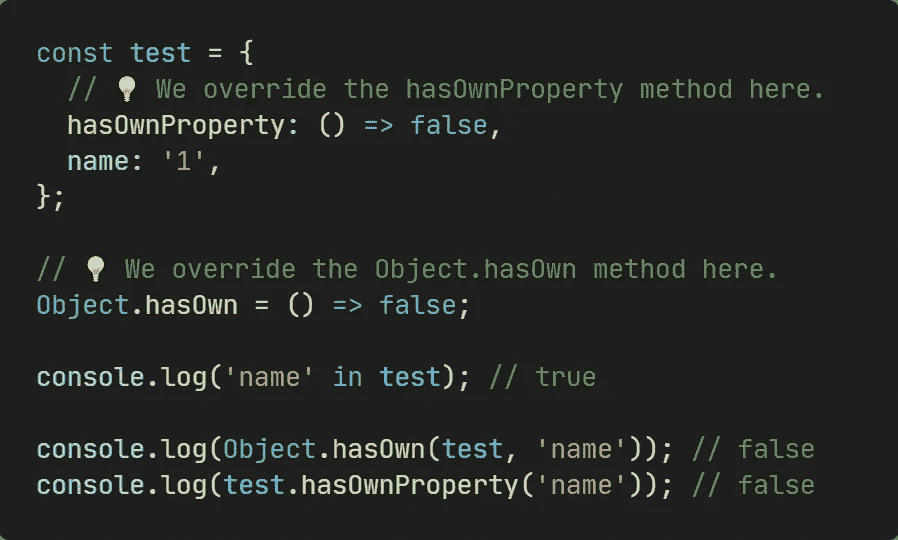 const test = {
  // 💡 We override the hasOwnProperty method here.
  hasOwnProperty: () => false,
  name: '1',
};
// 💡 We override the Object.hasOwn method here.
Object.hasOwn = () => false;
console.log('name' in test); // true
console.log(Object.hasOwn(test, 'name')); // false
console.log(test.hasOwnProperty('name')); // false